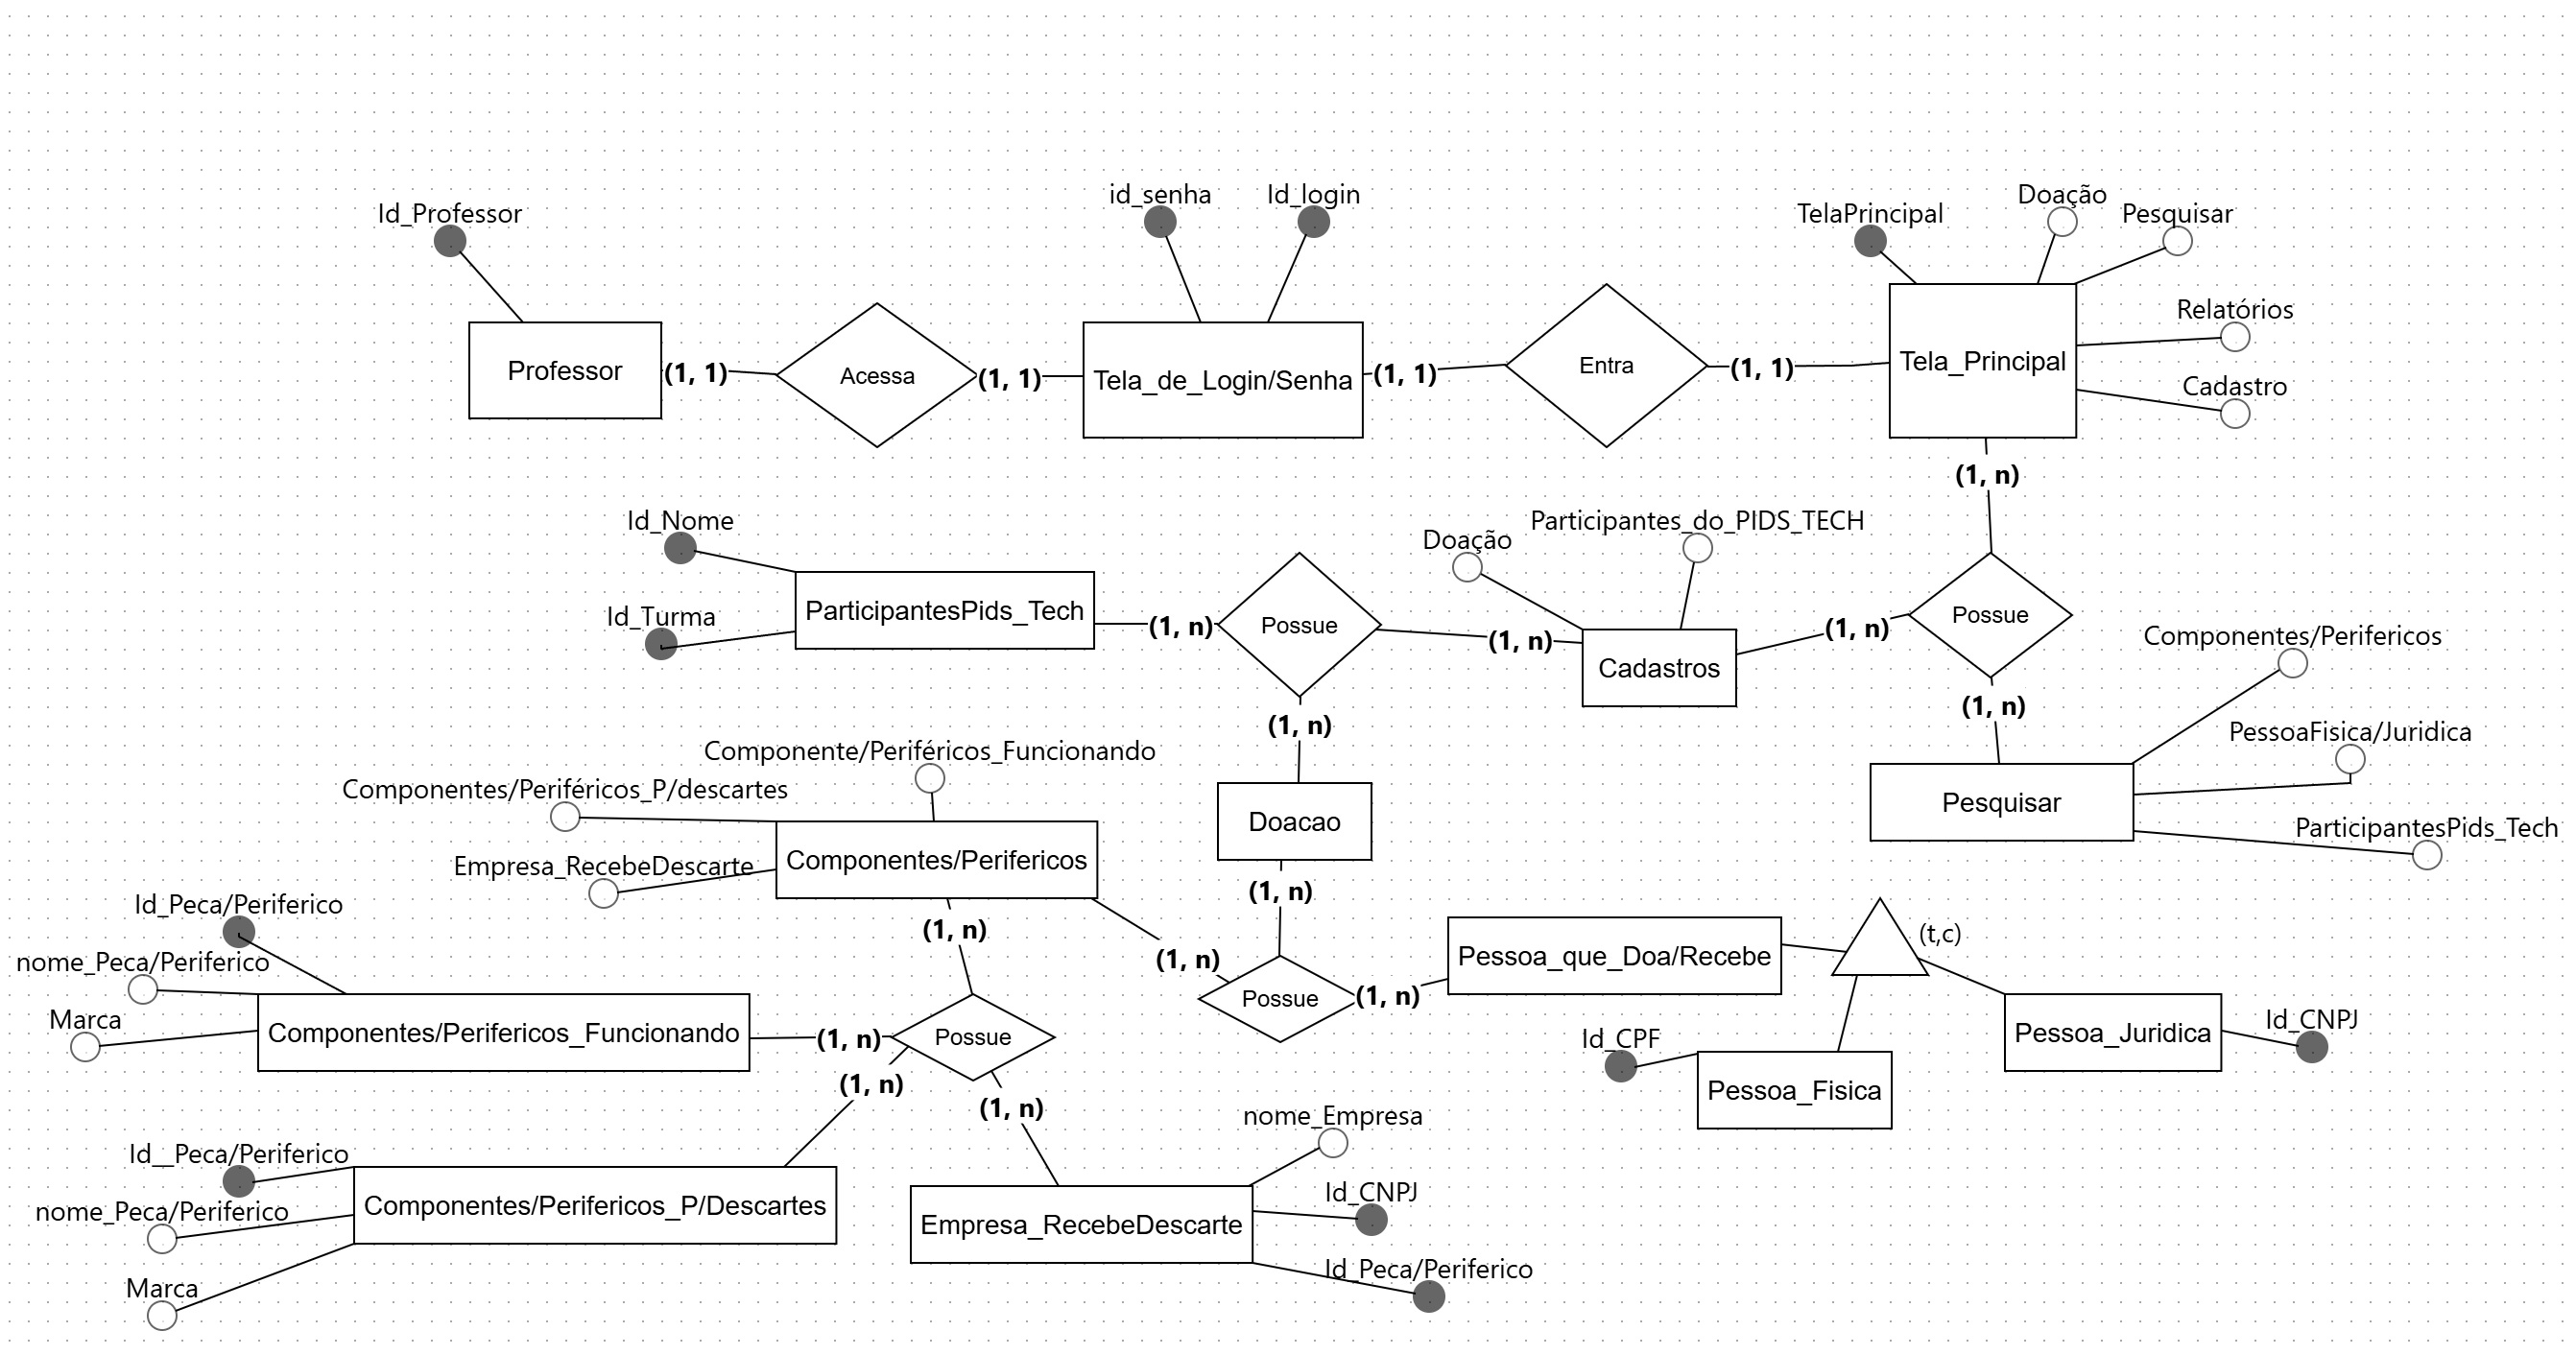 id_senha
Id_login
Doação
Id_Professor
TelaPrincipal
Pesquisar
Relatórios
Professor
(1, 1)
Acessa
(1, 1)
Tela_de_Login/Senha
(1, 1)
Entra
(1, 1)
Tela_Principal
Cadastro
(1, n)
Id_Nome
Doação
Participantes_do_PIDS_TECH
Id_Turma
ParticipantesPids_Tech
(1, n)
Possue
(1, n)
Cadastros
(1, n)
Possue
Componentes/Perifericos
(1, n)
(1, n)
PessoaFisica/Juridica
Componente/Periféricos_Funcionando
Componentes/Periféricos_P/descartes
Doacao
Pesquisar
ParticipantesPids_Tech
Empresa_RecebeDescarte
Componentes/Perifericos
(1, n)
Id_Peca/Periferico
(1, n)
(1, n)
Pessoa_que_Doa/Recebe
(t,c)
nome_Peca/Periferico
Possue
(1, n)
Marca
Componentes/Perifericos_Funcionando
(1, n)
Possue
Id_CPF
Pessoa_Juridica
Id_CNPJ
(1, n)
(1, n)
Pessoa_Fisica
nome_Empresa
Id__Peca/Periferico
nome_Peca/Periferico
Componentes/Perifericos_P/Descartes
Id_CNPJ
Empresa_RecebeDescarte
Marca
Id_Peca/Periferico